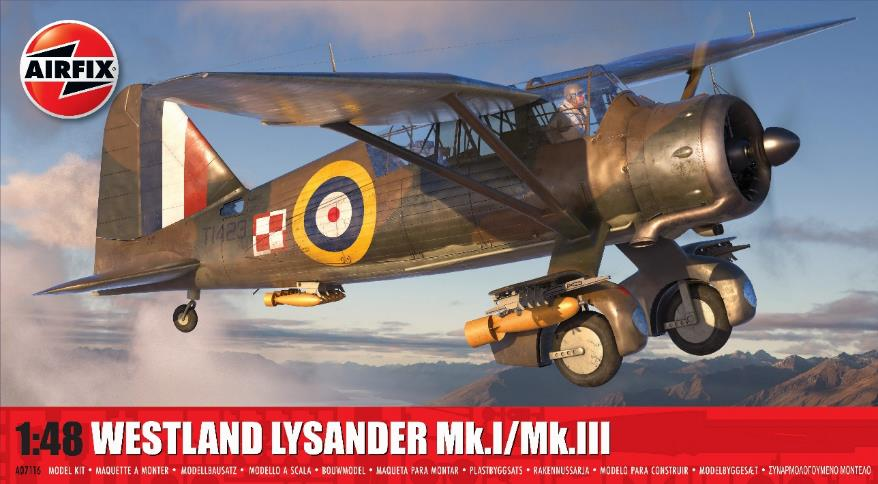 AIRFIX®
T1423
1:48 WESTLAND LYSANDER Mk.I/Mk.III
A07116 MODEL KIT • MAQUETTE A MONTER • MODELLBAUSATZ • MODELLO A SCALA • BOUWMODEL • MAQUETA PARA MONTAR • PLASTBYGGSATS • RAKENNUSSARJA • MODELO PARA CONSTRUIR • MODELBYGGESÆT • ΣΥΝΑΡΜΟΛΟΓΟΥΜΕΝΟ ΜΟΝΤΕΛΟ